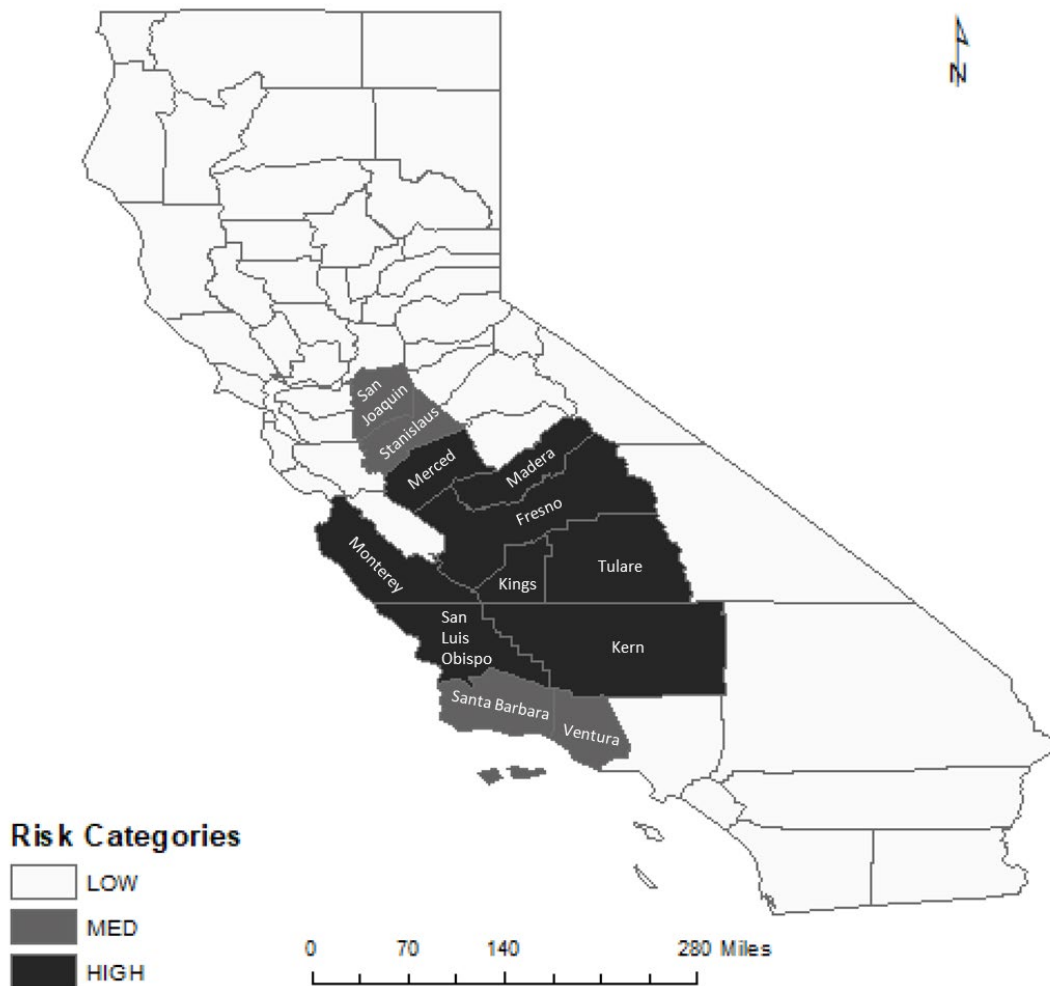 N
San
Joaquin
Stanislaus
Merced
Madera
Fresno
Monterey
Kings
Tulare
San
Luis
Obispo
Kern
Santa Barbara
Ventura
Risk Categories
LOW
MED
HIGH
0 70 140 280 Miles